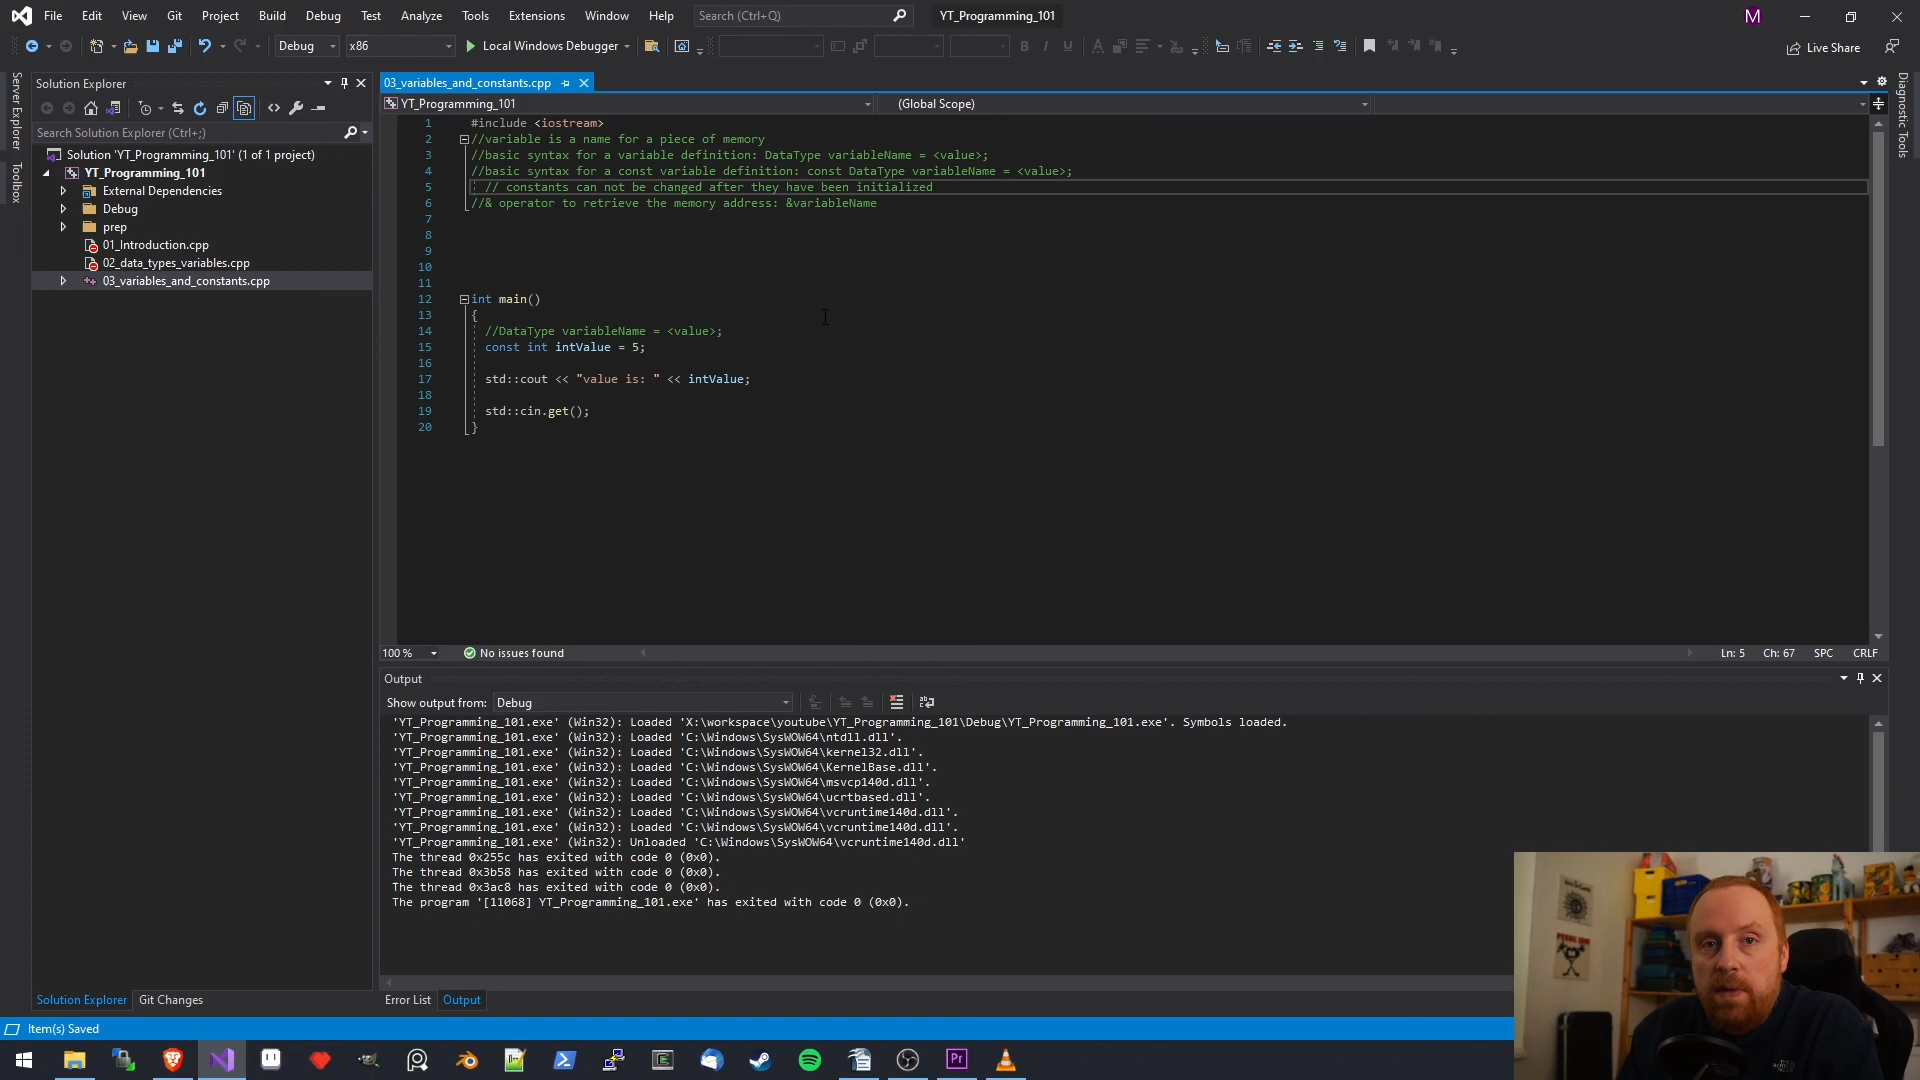 File Edit View Git Project Build Debug Test Analyze Tools Extensions Window Help Search (Ctrl+Q) YT_Programming_101 M
Debug x86 Local Windows Debugger Live Share
Server Explorer
Toolbox
Solution Explorer
Search Solution Explorer (Ctrl+;)
Solution 'YT_Programming_101' (1 of 1 project)
YT_Programming_101
External Dependencies
Debug
prep
01_Introduction.cpp
02_data_types_variables.cpp
03_variables_and_constants.cpp
Solution Explorer Git Changes
03_variables_and_constants.cpp
YT_Programming_101 (Global Scope)
1 #include <iostream>
2 //variable is a name for a piece of memory
3 //basic syntax for a variable definition: DataType variableName = <value>;
4 //basic syntax for a const variable definition: const DataType variableName = <value>;
5 // constants can not be changed after they have been initialized
6 //& operator to retrieve the memory address: &variableName
7
8
9
10
11
12 int main()
13 {
14 //DataType variableName = <value>;
15 const int intValue = 5;
16
17 std::cout << "value is: " << intValue;
18
19 std::cin.get();
20 }
100 % No issues found Ln: 5 Ch: 67 SPC CRLF
Output
Show output from: Debug
'YT_Programming_101.exe' (Win32): Loaded 'X:\workspace\youtube\YT_Programming_101\Debug\YT_Programming_101.exe'. Symbols loaded.
'YT_Programming_101.exe' (Win32): Loaded 'C:\Windows\SysWOW64\ntdll.dll'.
'YT_Programming_101.exe' (Win32): Loaded 'C:\Windows\SysWOW64\kernel32.dll'.
'YT_Programming_101.exe' (Win32): Loaded 'C:\Windows\SysWOW64\KernelBase.dll'.
'YT_Programming_101.exe' (Win32): Loaded 'C:\Windows\SysWOW64\msvcp140d.dll'.
'YT_Programming_101.exe' (Win32): Loaded 'C:\Windows\SysWOW64\ucrtbased.dll'.
'YT_Programming_101.exe' (Win32): Loaded 'C:\Windows\SysWOW64\vcruntime140d.dll'.
'YT_Programming_101.exe' (Win32): Loaded 'C:\Windows\SysWOW64\vcruntime140d.dll'.
'YT_Programming_101.exe' (Win32): Unloaded 'C:\Windows\SysWOW64\vcruntime140d.dll'
The thread 0x255c has exited with code 0 (0x0).
The thread 0x3b58 has exited with code 0 (0x0).
The thread 0x3ac8 has exited with code 0 (0x0).
The program '[11068] YT_Programming_101.exe' has exited with code 0 (0x0).
Error List Output
Diagnostic Tools
Item(s) Saved
Pr